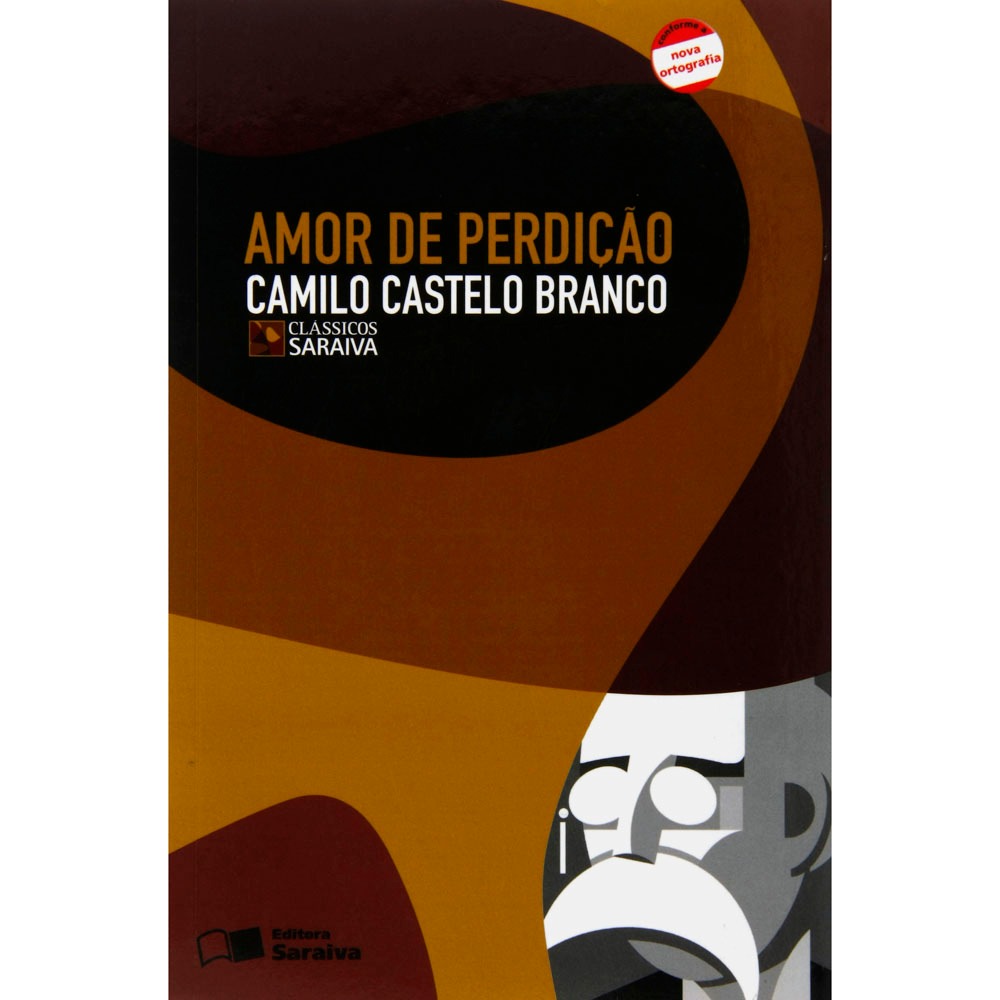 conforme a
nova
ortografia
AMOR DE PERDIÇÃO
CAMILO CASTELO BRANCO
CLÁSSICOS
SARAIVA
Editora
Saraiva